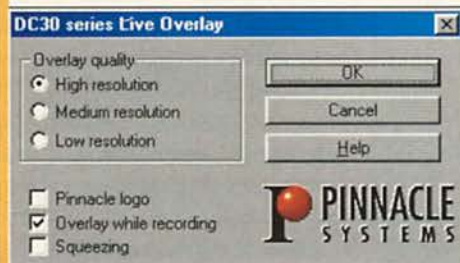 DC30 series Live Overlay
Overlay quality
High resolution
Medium resolution
Low resolution
OK
Cancel
Help
Pinnacle logo
Overlay while recording
Squeezing
PINNACLE
SYSTEMS